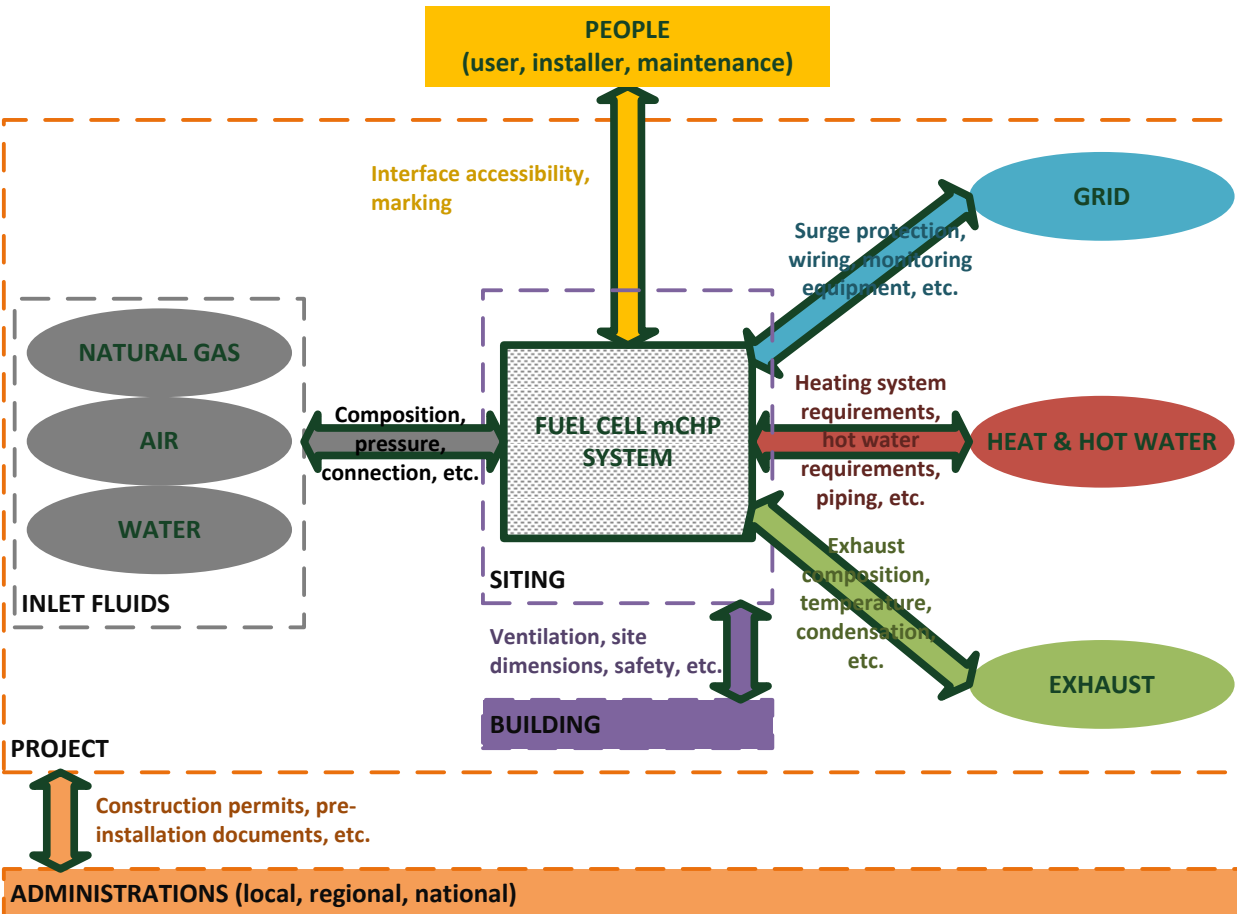 PEOPLE
(user, installer, maintenance)
Interface accessibility,
marking
GRID
Surge protection,
wiring, monitoring
equipment, etc.
NATURAL GAS
AIR
WATER
INLET FLUIDS
Composition,
pressure,
connection, etc.
FUEL CELL mCHP
SYSTEM
SITING
Heating system
requirements,
hot water
requirements,
piping, etc.
HEAT & HOT WATER
Exhaust
composition,
temperature,
condensation,
etc.
EXHAUST
Ventilation, site
dimensions, safety, etc.
BUILDING
PROJECT
Construction permits, pre-
installation documents, etc.
ADMINISTRATIONS (local, regional, national)